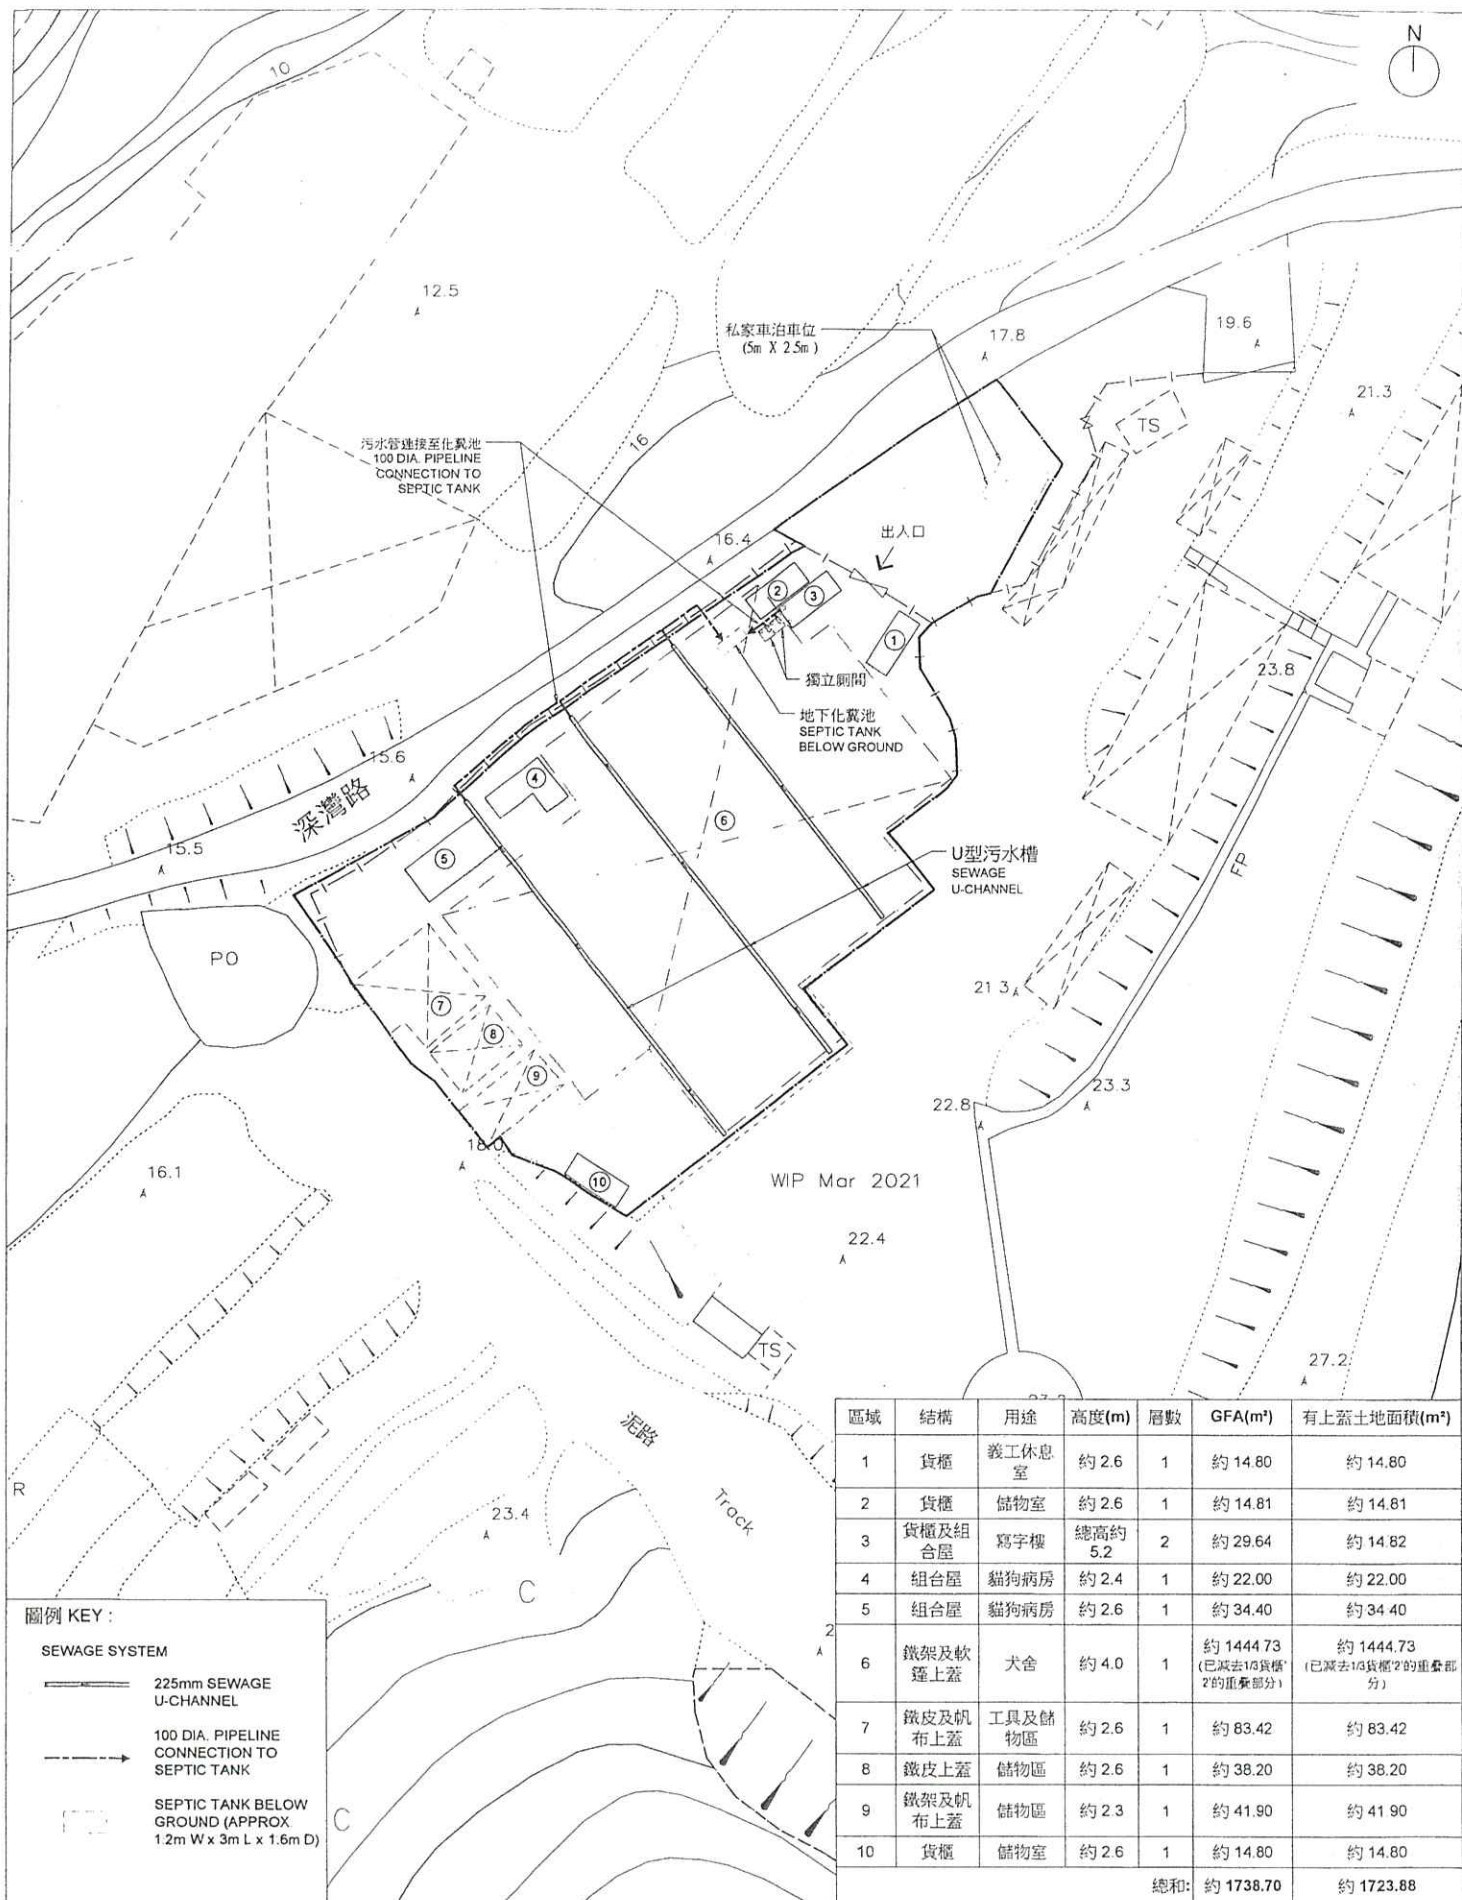 N
10
12.5
私家車泊車位
(5m X 2.5m)
17.8
19.6
21.3
TS
污水管連接至化糞池
100 DIA. PIPELINE
CONNECTION TO
SEPTIC TANK
16
16.4
出入口
②
③
①
獨立厠間
地下化糞池
SEPTIC TANK
BELOW GROUND
23.8
15.6
深灣路
④
⑥
15.5
⑤
U型污水槽
SEWAGE
U-CHANNEL
FP
PO
⑦
⑧
⑨
21.3
22.8
23.3
18.0
16.1
⑩
WIP Mar 2021
22.4
27.2
TS
泥路
Track
R
23.4
C
C
圖例 KEY :
SEWAGE SYSTEM
225mm SEWAGE
U-CHANNEL
100 DIA. PIPELINE
CONNECTION TO
SEPTIC TANK
SEPTIC TANK BELOW
GROUND (APPROX
1.2m W x 3m L x 1.6m D)
區域 結構 用途 高度(m) 層數 GFA(m²) 有上蓋土地面積(m²)
1 貨櫃 義工休息室 約 2.6 1 約 14.80 約 14.80
2 貨櫃 儲物室 約 2.6 1 約 14.81 約 14.81
3 貨櫃及組合屋 寫字樓 總高約 5.2 2 約 29.64 約 14.82
4 組合屋 貓狗病房 約 2.4 1 約 22.00 約 22.00
5 組合屋 貓狗病房 約 2.6 1 約 34.40 約 34.40
6 鐵架及軟篷上蓋 犬舍 約 4.0 1 約 1444.73 (已減去1/3貨櫃'2'的重疊部分) 約 1444.73 (已減去1/3貨櫃'2'的重疊部分)
7 鐵皮及帆布上蓋 工具及儲物區 約 2.6 1 約 83.42 約 83.42
8 鐵皮上蓋 儲物區 約 2.6 1 約 38.20 約 38.20
9 鐵架及帆布上蓋 儲物區 約 2.3 1 約 41.90 約 41.90
10 貨櫃 儲物室 約 2.6 1 約 14.80 約 14.80
總和: 約 1738.70 約 1723.88